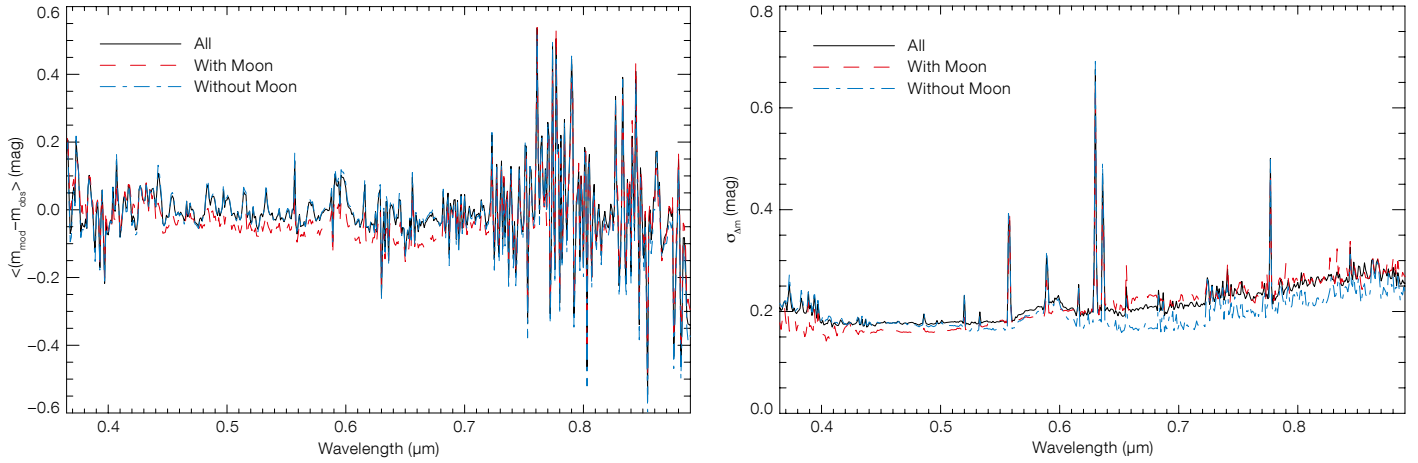 0.6
0.4
0.2
0.0
−0.2
−0.4
−0.6
<(m_mod−m_obs> (mag)
All
With Moon
Without Moon
0.4 0.5 0.6 0.7 0.8
Wavelength (µm)
0.8
0.6
0.4
0.2
0.0
σ_Δm (mag)
All
With Moon
Without Moon
0.4 0.5 0.6 0.7 0.8
Wavelength (µm)